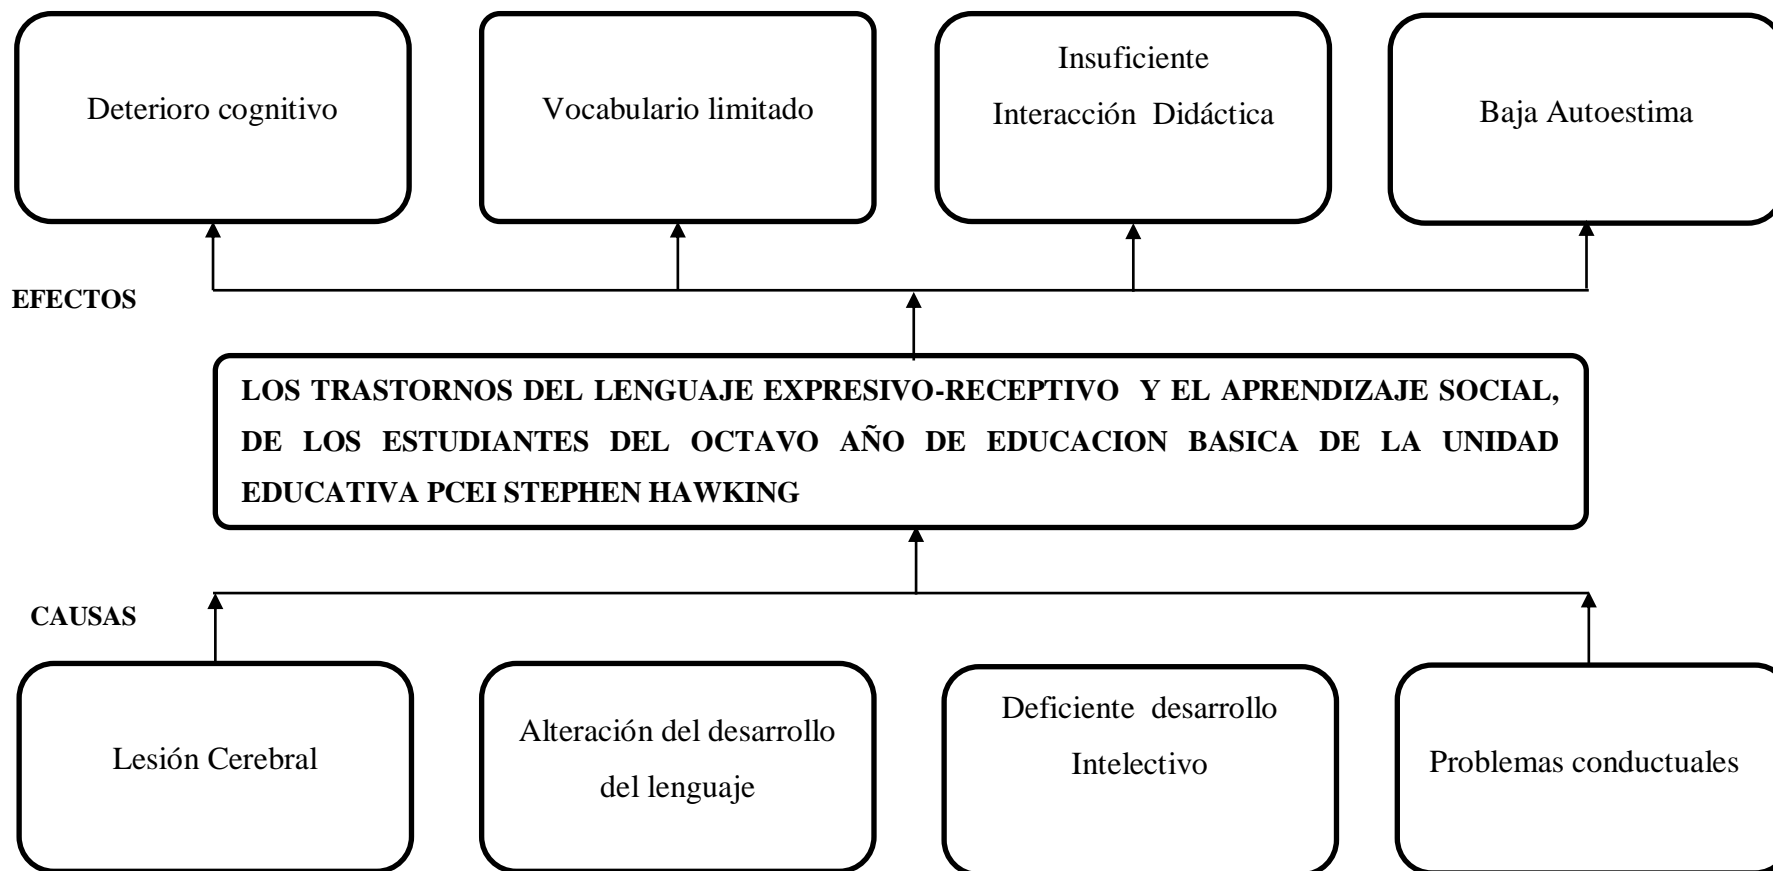 Deterioro cognitivo
Vocabulario limitado
Insuficiente
Interacción Didáctica
Baja Autoestima
EFECTOS
LOS TRASTORNOS DEL LENGUAJE EXPRESIVO-RECEPTIVO Y EL APRENDIZAJE SOCIAL,
DE LOS ESTUDIANTES DEL OCTAVO AÑO DE EDUCACION BASICA DE LA UNIDAD
EDUCATIVA PCEI STEPHEN HAWKING
CAUSAS
Lesión Cerebral
Alteración del desarrollo
del lenguaje
Deficiente desarrollo
Intelectivo
Problemas conductuales